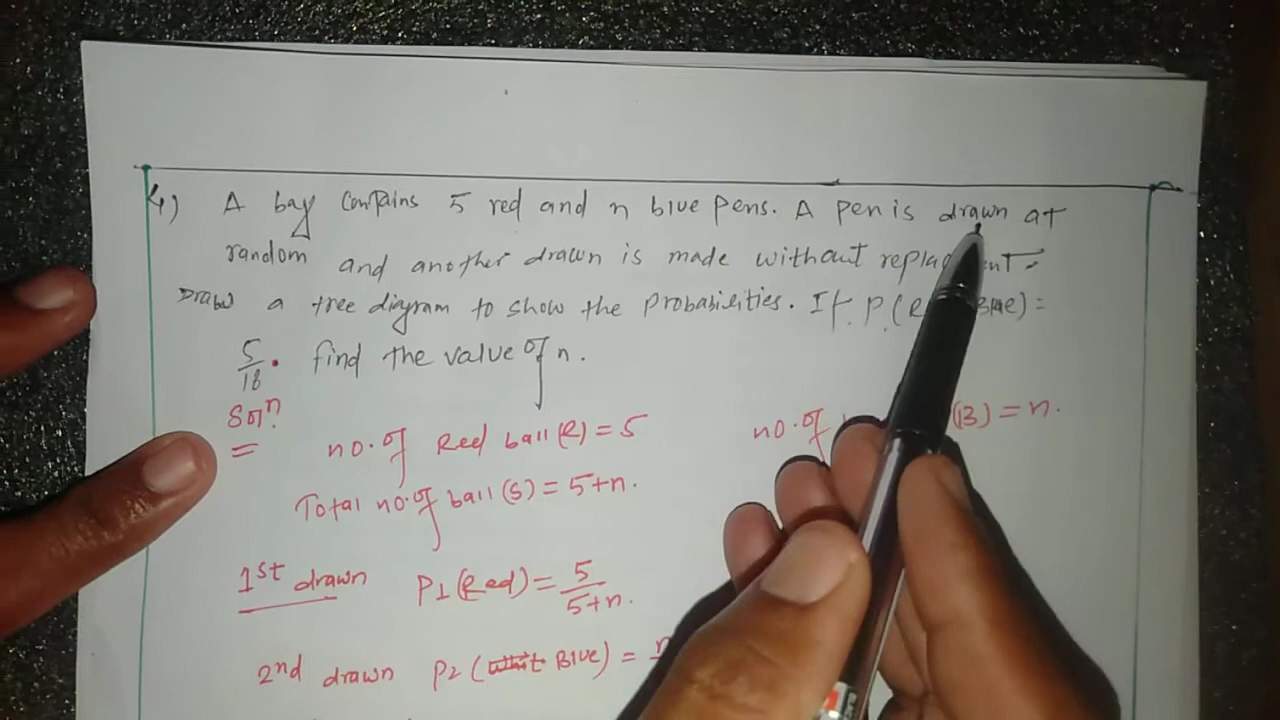 4) A bag contains 5 red and n blue pens. A pen is drawn at
random and another drawn is made without
Draw a tree diagram to show the probabilities. If P(R
5/18. find the value of n.
Solⁿ
= no. of Red ball (R) = 5 no. of (B) = n.
Total no. of ball (S) = 5+n.
1st drawn P1 (Red) = 5/5+n.
2nd drawn P2 (Blue) =